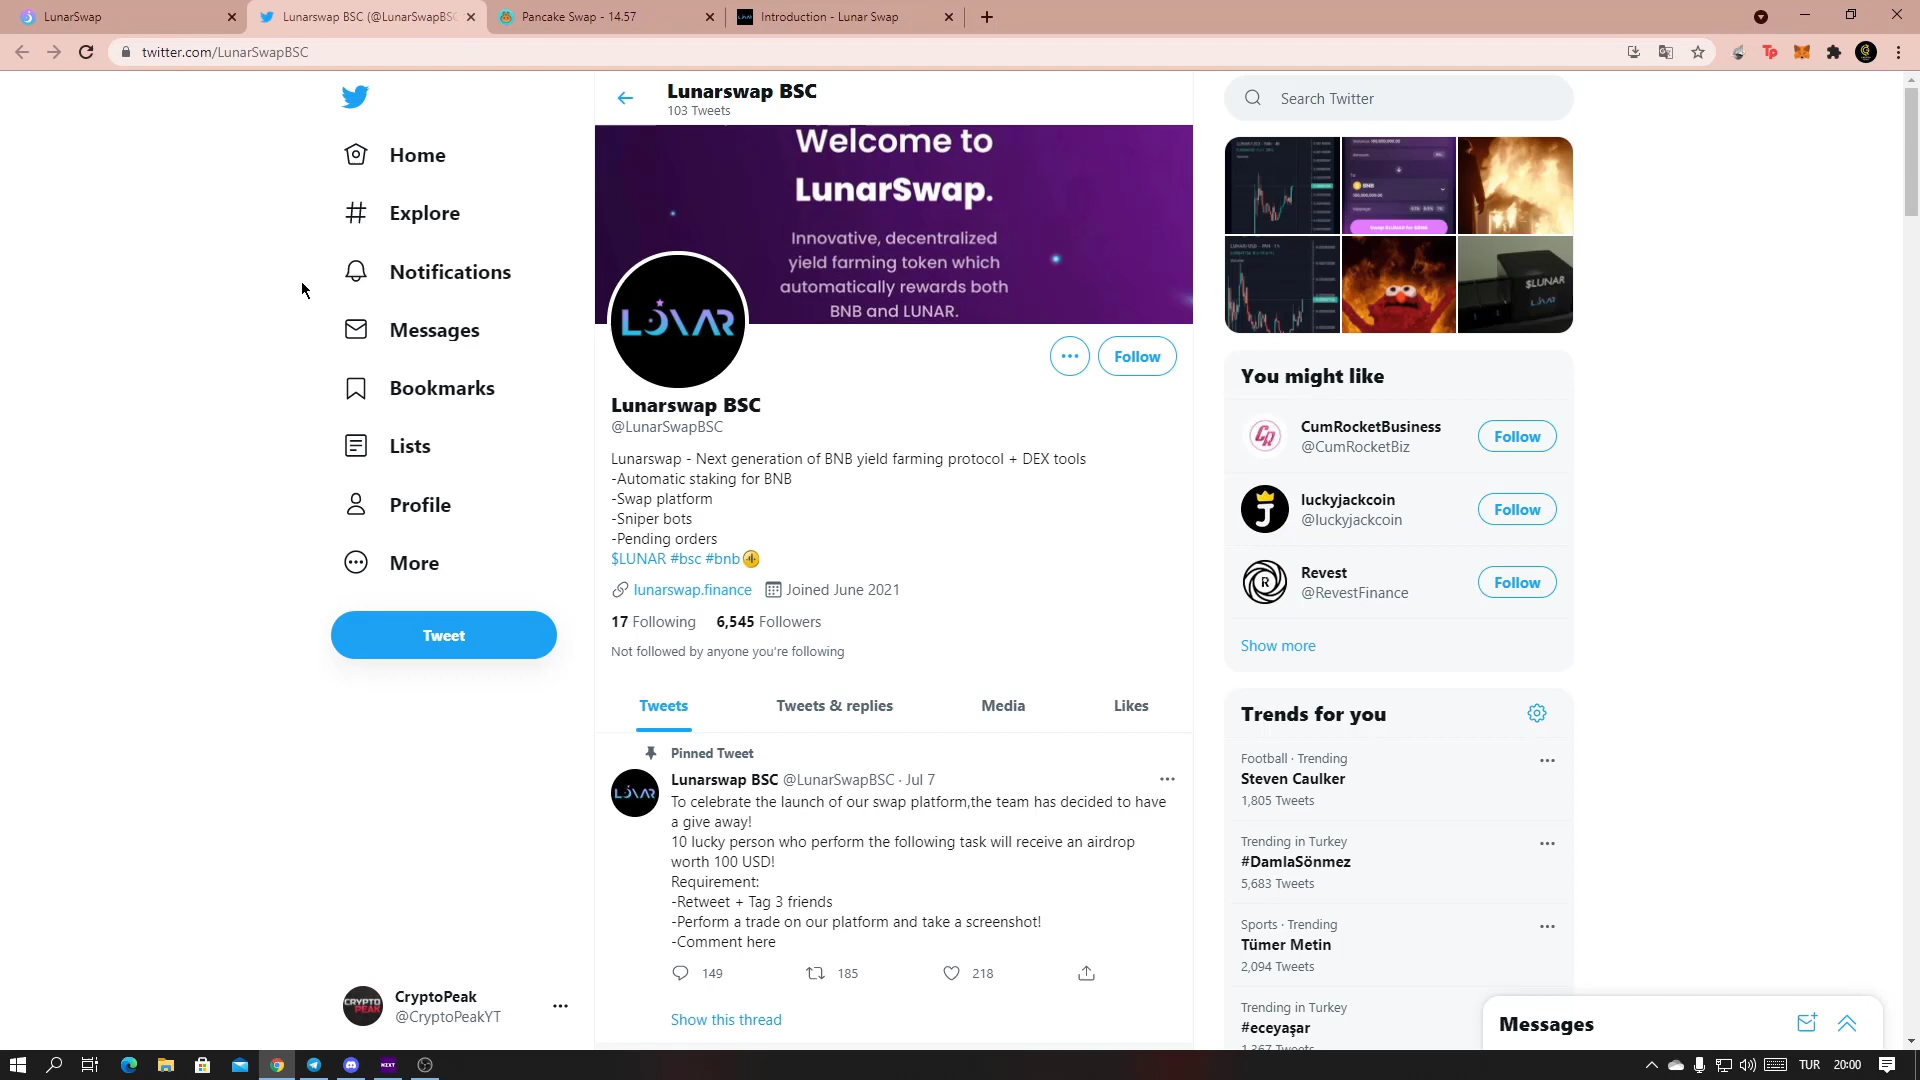 LunarSwap
Lunarswap BSC (@LunarSwapBSC
Pancake Swap - 14.57
Introduction - Lunar Swap
twitter.com/LunarSwapBSC
Home
Explore
Notifications
Messages
Bookmarks
Lists
Profile
More
Tweet
CryptoPeak
@CryptoPeakYT
Lunarswap BSC
103 Tweets
Welcome to
LunarSwap.
Innovative, decentralized
yield farming token which
automatically rewards both
BNB and LUNAR.
LUNAR
Follow
Lunarswap BSC
@LunarSwapBSC
Lunarswap - Next generation of BNB yield farming protocol + DEX tools
-Automatic staking for BNB
-Swap platform
-Sniper bots
-Pending orders
$LUNAR #bsc #bnb
lunarswap.finance Joined June 2021
17 Following 6,545 Followers
Not followed by anyone you're following
Tweets
Tweets & replies
Media
Likes
Pinned Tweet
Lunarswap BSC @LunarSwapBSC · Jul 7
To celebrate the launch of our swap platform,the team has decided to have
a give away!
10 lucky person who perform the following task will receive an airdrop
worth 100 USD!
Requirement:
-Retweet + Tag 3 friends
-Perform a trade on our platform and take a screenshot!
-Comment here
149 185 218
Show this thread
Search Twitter
BNB
$LUNAR
LUNAR
You might like
CumRocketBusiness
@CumRocketBiz
Follow
luckyjackcoin
@luckyjackcoin
Follow
Revest
@RevestFinance
Follow
Show more
Trends for you
Football · Trending
Steven Caulker
1,805 Tweets
Trending in Turkey
#DamlaSönmez
5,683 Tweets
Sports · Trending
Tümer Metin
2,094 Tweets
Trending in Turkey
#eceyaşar
1,367 Tweets
Messages
TUR 20:00